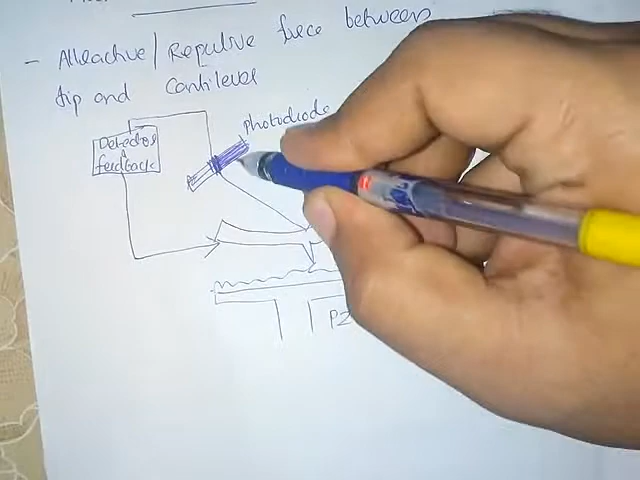 - Attractive / Repulsive force between
tip and Cantilever
Photodiode
Detector
feedback
PZ